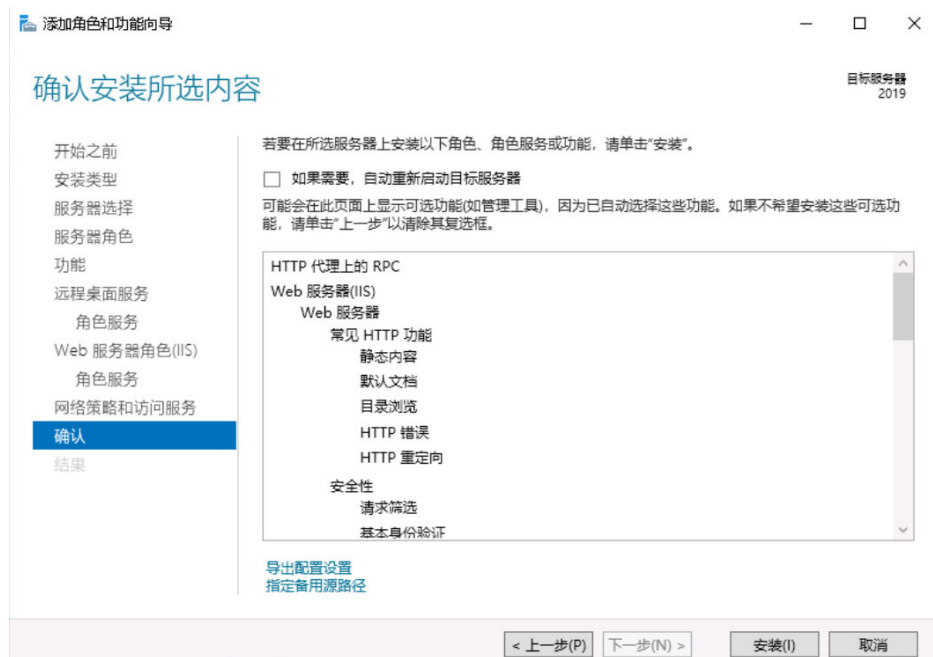 添加角色和功能向导
确认安装所选内容
目标服务器
2019
开始之前
安装类型
服务器选择
服务器角色
功能
远程桌面服务
角色服务
Web 服务器角色(IIS)
角色服务
网络策略和访问服务
确认
结果
若要在所选服务器上安装以下角色、角色服务或功能，请单击"安装"。
如果需要，自动重新启动目标服务器
可能会在此页面上显示可选功能(如管理工具)，因为已自动选择这些功能。如果不希望安装这些可选功
能，请单击"上一步"以清除其复选框。
HTTP 代理上的 RPC
Web 服务器(IIS)
Web 服务器
常见 HTTP 功能
静态内容
默认文档
目录浏览
HTTP 错误
HTTP 重定向
安全性
请求筛选
基本身份验证
导出配置设置
指定备用源路径
< 上一步(P)
下一步(N) >
安装(I)
取消